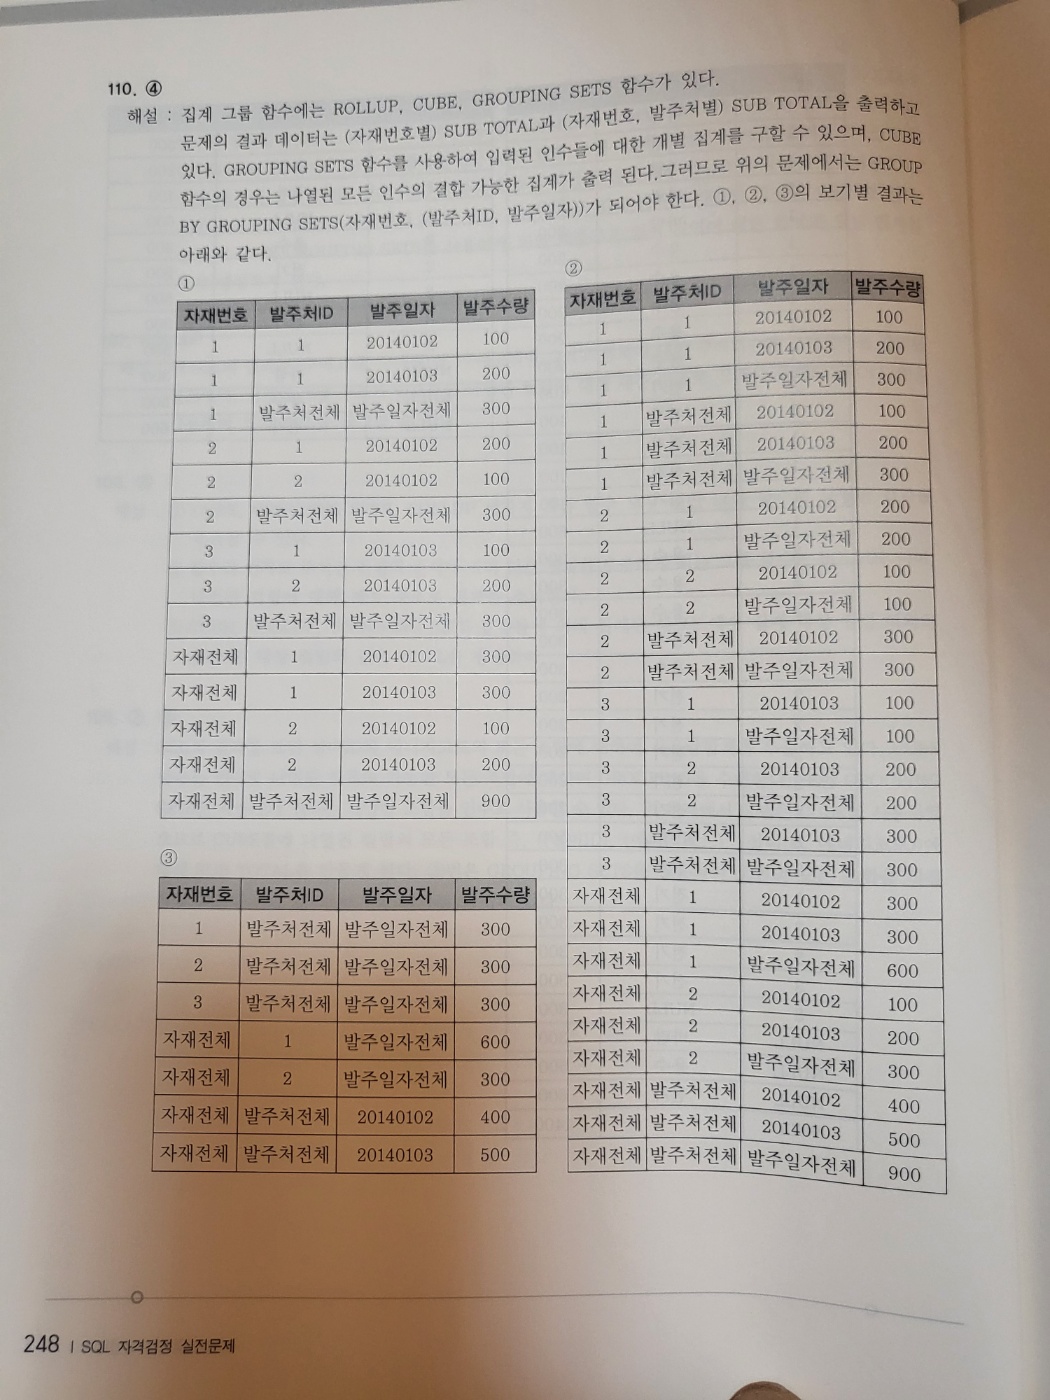 110. ④
해설 : 집계 그룹 함수에는 ROLLUP, CUBE, GROUPING SETS 함수가 있다.
문제의 결과 데이터는 (자재번호별) SUB TOTAL과 (자재번호, 발주처별) SUB TOTAL을 출력하고
있다. GROUPING SETS 함수를 사용하여 입력된 인수들에 대한 개별 집계를 구할 수 있으며, CUBE
함수의 경우는 나열된 모든 인수의 결합 가능한 집계가 출력 된다.그러므로 위의 문제에서는 GROUP
BY GROUPING SETS(자재번호, (발주처ID, 발주일자))가 되어야 한다. ①, ②, ③의 보기별 결과는
아래와 같다.
①
자재번호 발주처ID 발주일자 발주수량
1 1 20140102 100
1 1 20140103 200
1 발주처전체 발주일자전체 300
2 1 20140102 200
2 2 20140102 100
2 발주처전체 발주일자전체 300
3 1 20140103 100
3 2 20140103 200
3 발주처전체 발주일자전체 300
자재전체 1 20140102 300
자재전체 1 20140103 300
자재전체 2 20140102 100
자재전체 2 20140103 200
자재전체 발주처전체 발주일자전체 900
②
자재번호 발주처ID 발주일자 발주수량
1 1 20140102 100
1 1 20140103 200
1 1 발주일자전체 300
1 발주처전체 20140102 100
1 발주처전체 20140103 200
1 발주처전체 발주일자전체 300
2 1 20140102 200
2 1 발주일자전체 200
2 2 20140102 100
2 2 발주일자전체 100
2 발주처전체 20140102 300
2 발주처전체 발주일자전체 300
3 1 20140103 100
3 1 발주일자전체 100
3 2 20140103 200
3 2 발주일자전체 200
3 발주처전체 20140103 300
3 발주처전체 발주일자전체 300
자재전체 1 20140102 300
자재전체 1 20140103 300
자재전체 1 발주일자전체 600
자재전체 2 20140102 100
자재전체 2 20140103 200
자재전체 2 발주일자전체 300
자재전체 발주처전체 20140102 400
자재전체 발주처전체 20140103 500
자재전체 발주처전체 발주일자전체 900
③
자재번호 발주처ID 발주일자 발주수량
1 발주처전체 발주일자전체 300
2 발주처전체 발주일자전체 300
3 발주처전체 발주일자전체 300
자재전체 1 발주일자전체 600
자재전체 2 발주일자전체 300
자재전체 발주처전체 20140102 400
자재전체 발주처전체 20140103 500
248 | SQL 자격검정 실전문제